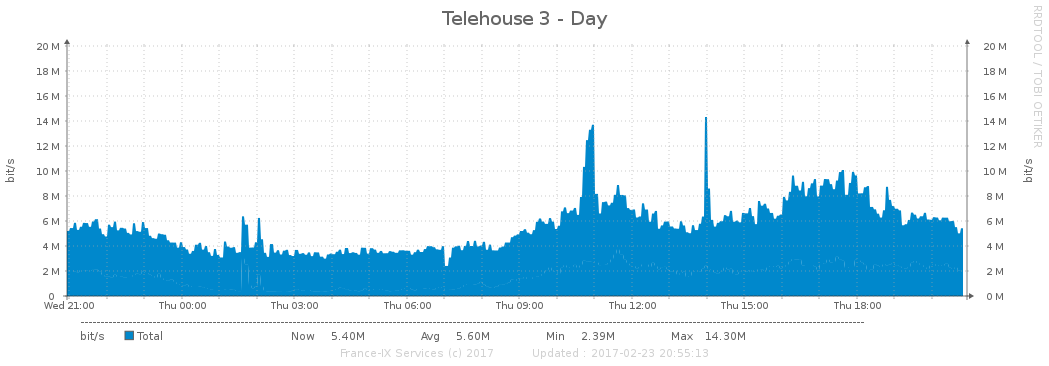 Telehouse 3 - Day
RRDTOOL / TOBI OETIKER
bit/s
bit/s
20 M 20 M
18 M 18 M
16 M 16 M
14 M 14 M
12 M 12 M
10 M 10 M
8 M 8 M
6 M 6 M
4 M 4 M
2 M 2 M
0 0 M
Wed 21:00 Thu 00:00 Thu 03:00 Thu 06:00 Thu 09:00 Thu 12:00 Thu 15:00 Thu 18:00
bit/s Total Now 5.40M Avg 5.60M Min 2.39M Max 14.30M
France-IX Services (c) 2017 Updated : 2017-02-23 20:55:13